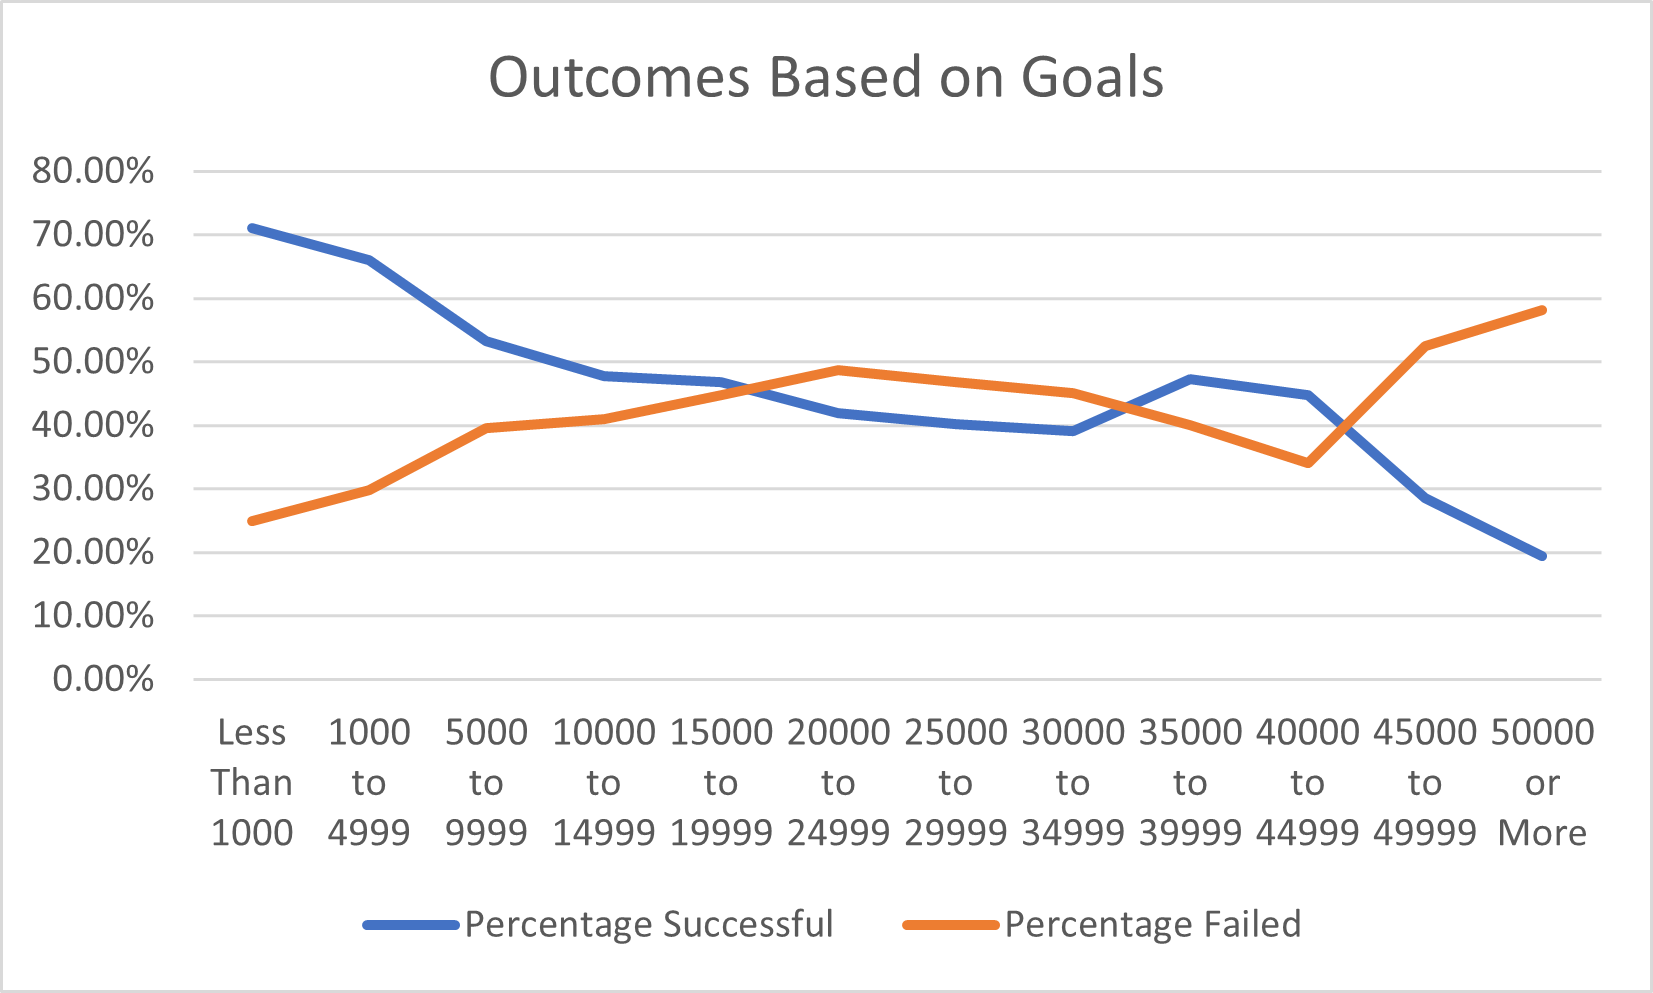 Outcomes Based on Goals
80.00%
70.00%
60.00%
50.00%
40.00%
30.00%
20.00%
10.00%
0.00%
Less Than 1000
1000 to 4999
5000 to 9999
10000 to 14999
15000 to 19999
20000 to 24999
25000 to 29999
30000 to 34999
35000 to 39999
40000 to 44999
45000 to 49999
50000 or More
Percentage Successful
Percentage Failed